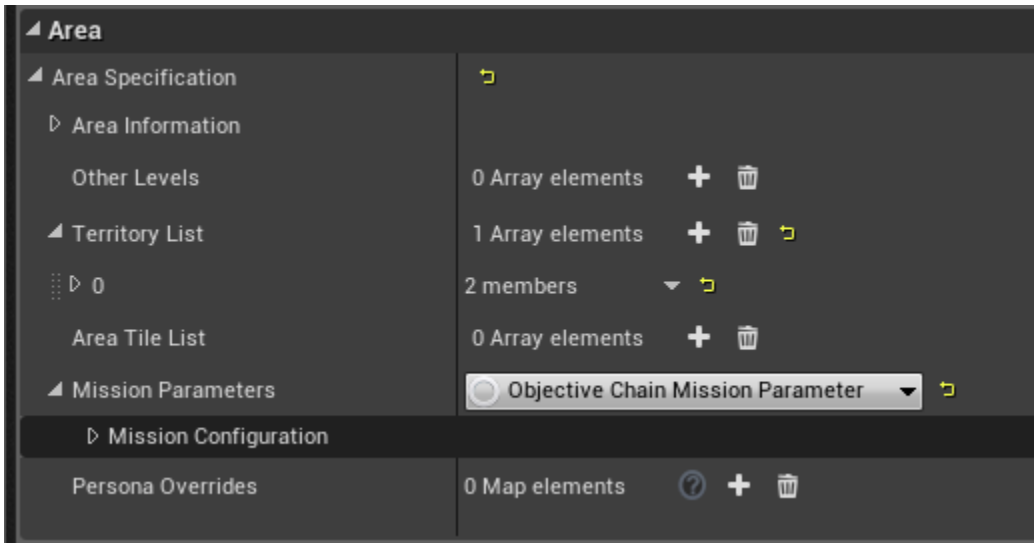 Area
Area Specification
Area Information
Other Levels 0 Array elements
Territory List 1 Array elements
0 2 members
Area Tile List 0 Array elements
Mission Parameters Objective Chain Mission Parameter
Mission Configuration
Persona Overrides 0 Map elements ?